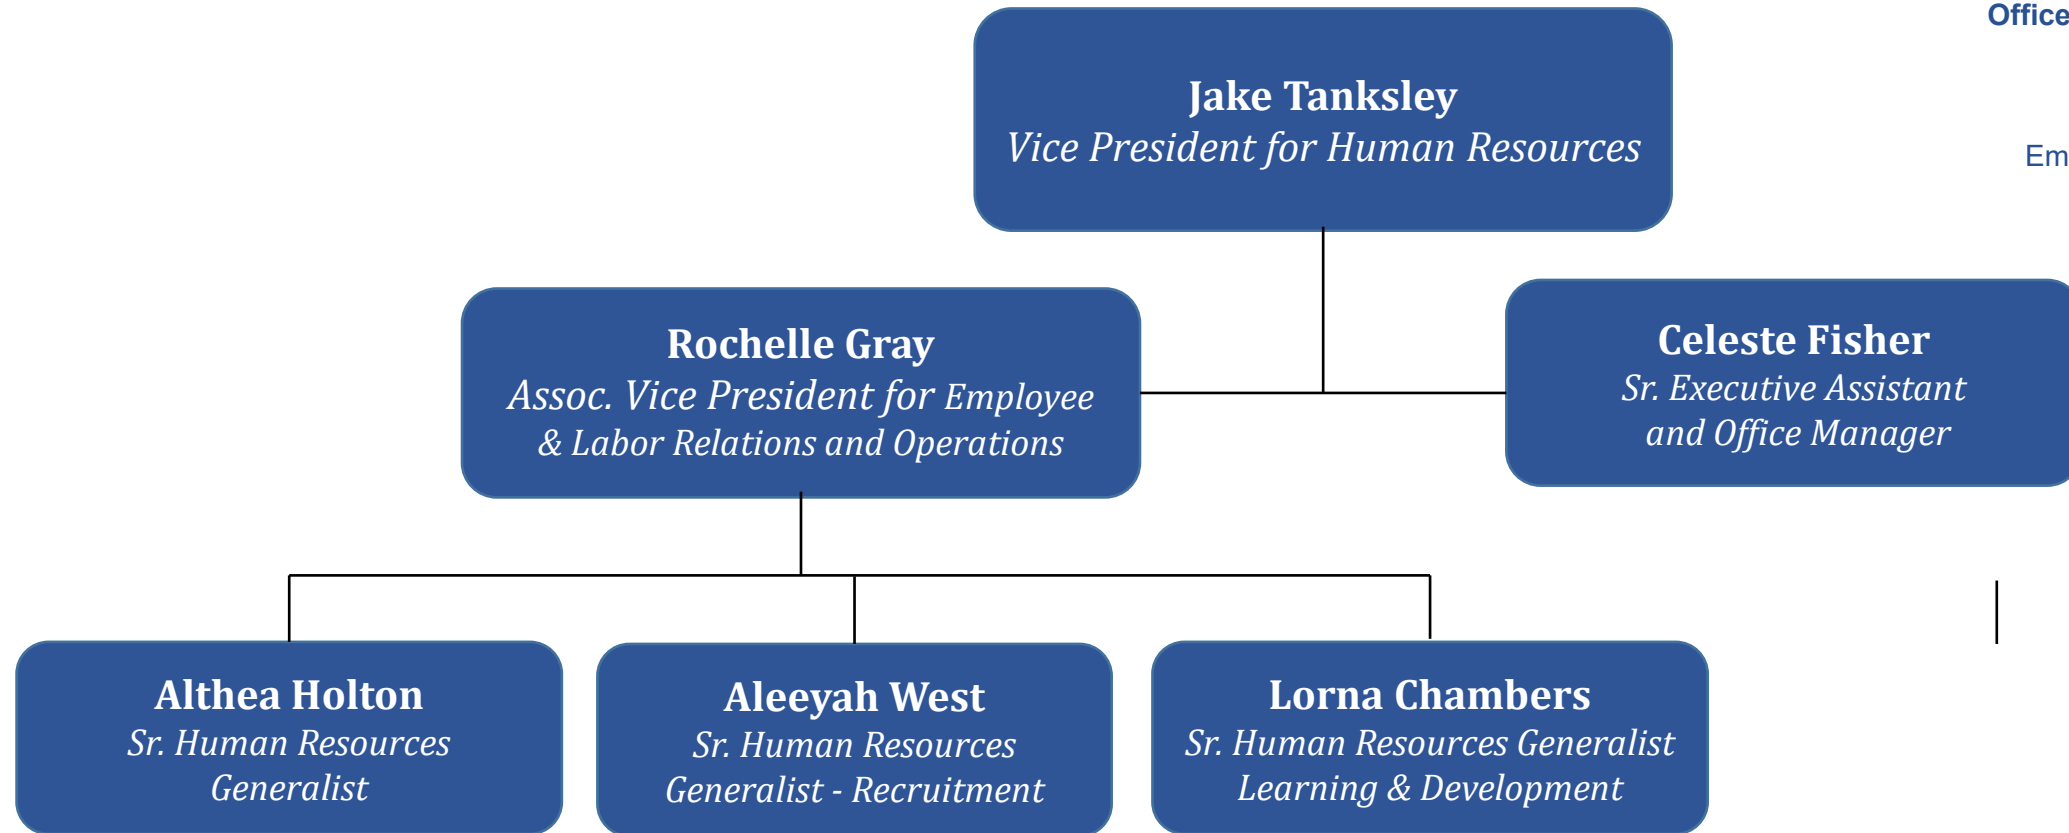 Office
Jake Tanksley
Vice President for Human Resources
Em
Rochelle Gray
Assoc. Vice President for Employee
& Labor Relations and Operations
Celeste Fisher
Sr. Executive Assistant
and Office Manager
Althea Holton
Sr. Human Resources
Generalist
Aleeyah West
Sr. Human Resources
Generalist - Recruitment
Lorna Chambers
Sr. Human Resources Generalist
Learning & Development